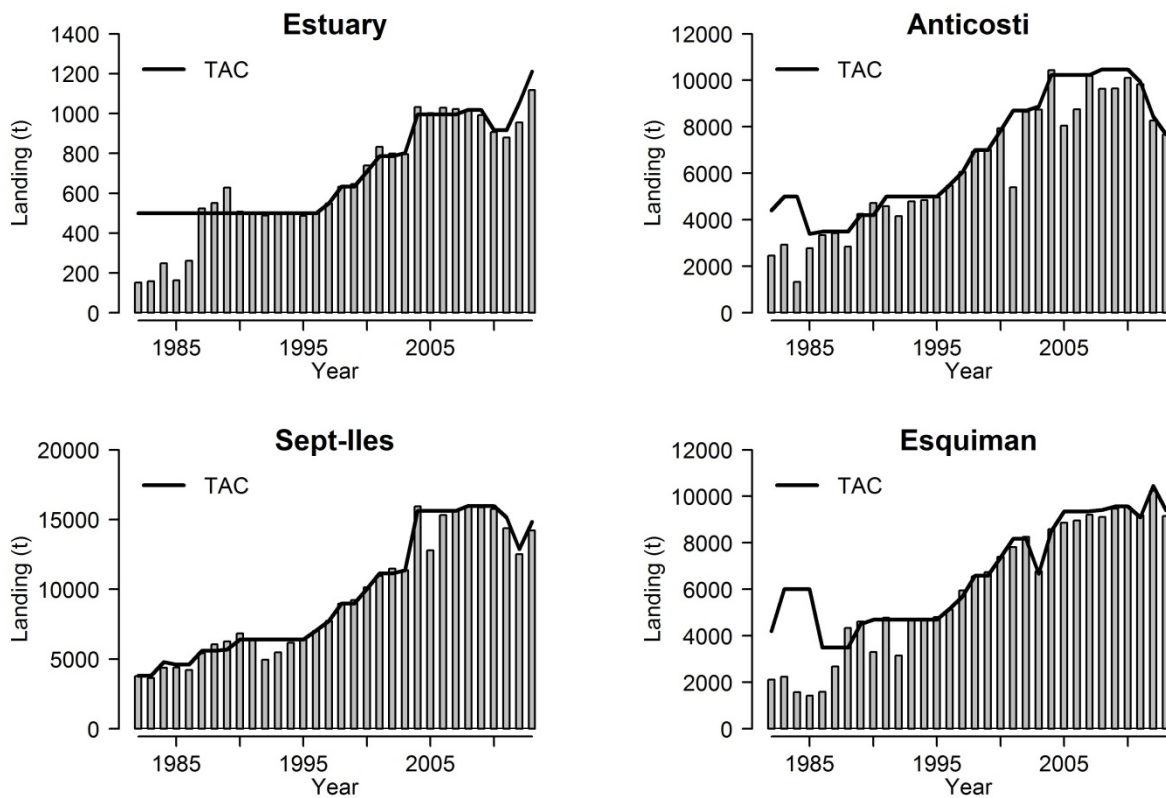 Estuary
TAC
Landing (t)
1400
1200
1000
800
600
400
200
0
1985
1995
2005
Year
Anticosti
TAC
Landing (t)
12000
10000
8000
6000
4000
2000
0
1985
1995
2005
Year
Sept-Iles
TAC
Landing (t)
20000
15000
10000
5000
0
1985
1995
2005
Year
Esquiman
TAC
Landing (t)
12000
10000
8000
6000
4000
2000
0
1985
1995
2005
Year